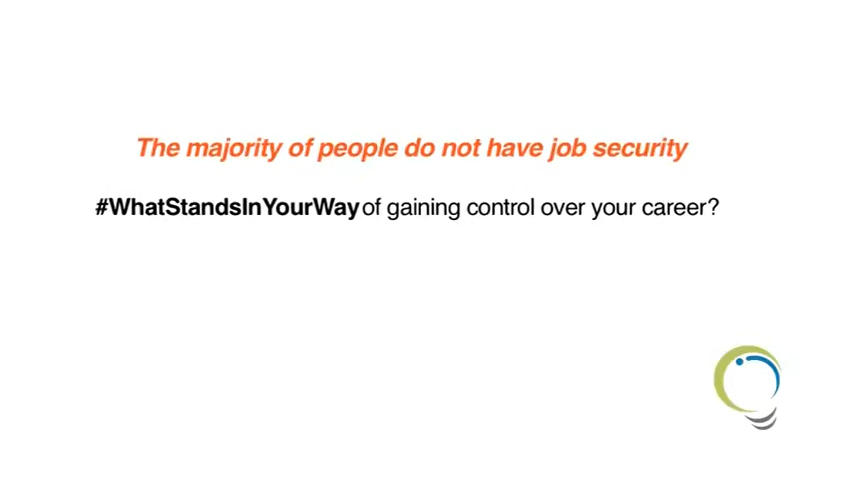 The majority of people do not have job security
#WhatStandsInYourWay of gaining control over your career?